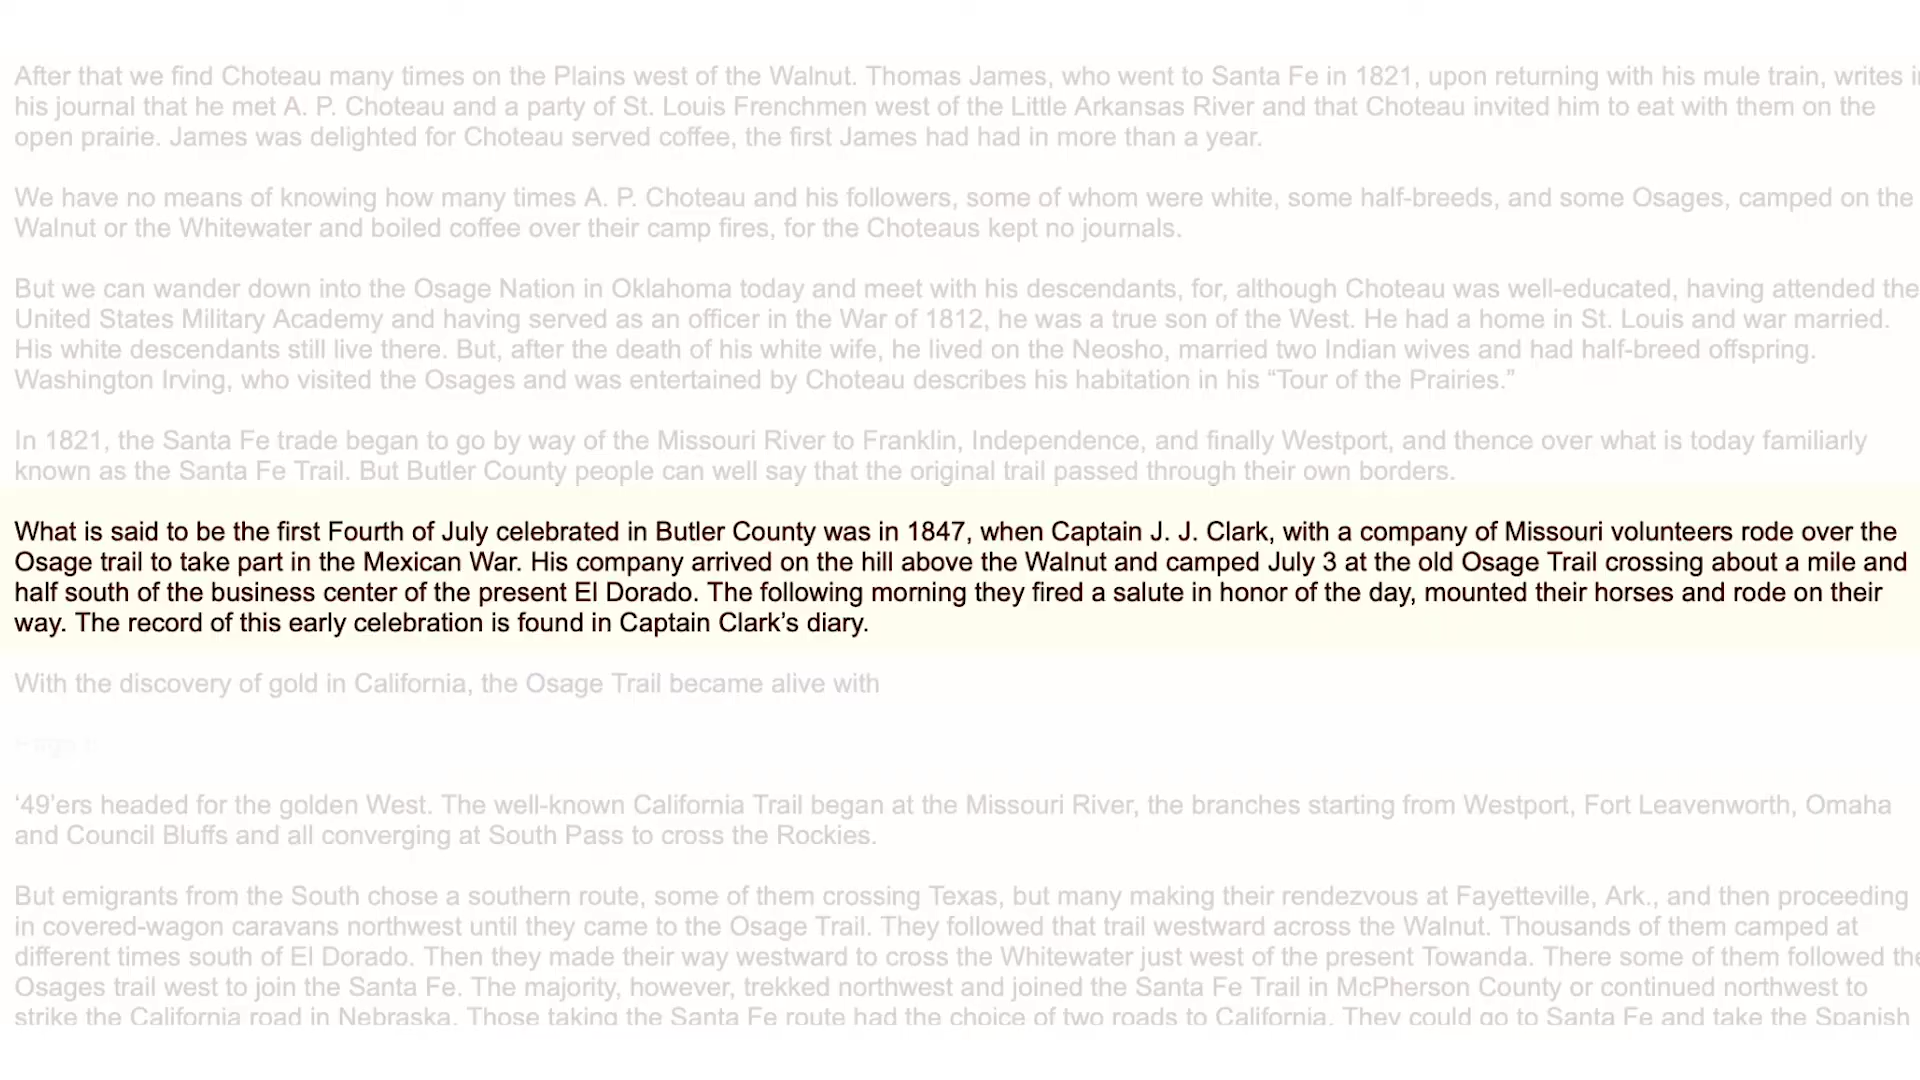 After that we find Choteau many times on the Plains west of the Walnut. Thomas James, who went to Santa Fe in 1821, upon returning with his mule train, writes
his journal that he met A. P. Choteau and a party of St. Louis Frenchmen west of the Little Arkansas River and that Choteau invited him to eat with them on the
open prairie. James was delighted for Choteau served coffee, the first James had had in more than a year.
We have no means of knowing how many times A. P. Choteau and his followers, some of whom were white, some half-breeds, and some Osages, camped on the
Walnut or the Whitewater and boiled coffee over their camp fires, for the Choteaus kept no journals.
But we can wander down into the Osage Nation in Oklahoma today and meet with his descendants, for, although Choteau was well-educated, having attended the
United States Military Academy and having served as an officer in the War of 1812, he was a true son of the West. He had a home in St. Louis and war married.
His white descendants still live there. But, after the death of his white wife, he lived on the Neosho, married two Indian wives and had half-breed offspring.
Washington Irving, who visited the Osages and was entertained by Choteau describes his habitation in his “Tour of the Prairies.”
In 1821, the Santa Fe trade began to go by way of the Missouri River to Franklin, Independence, and finally Westport, and thence over what is today familiarly
known as the Santa Fe Trail. But Butler County people can well say that the original trail passed through their own borders.
What is said to be the first Fourth of July celebrated in Butler County was in 1847, when Captain J. J. Clark, with a company of Missouri volunteers rode over the
Osage trail to take part in the Mexican War. His company arrived on the hill above the Walnut and camped July 3 at the old Osage Trail crossing about a mile and
half south of the business center of the present El Dorado. The following morning they fired a salute in honor of the day, mounted their horses and rode on their
way. The record of this early celebration is found in Captain Clark’s diary.
With the discovery of gold in California, the Osage Trail became alive with
‘49’ers headed for the golden West. The well-known California Trail began at the Missouri River, the branches starting from Westport, Fort Leavenworth, Omaha
and Council Bluffs and all converging at South Pass to cross the Rockies.
But emigrants from the South chose a southern route, some of them crossing Texas, but many making their rendezvous at Fayetteville, Ark., and then proceeding
in covered-wagon caravans northwest until they came to the Osage Trail. They followed that trail westward across the Walnut. Thousands of them camped at
different times south of El Dorado. Then they made their way westward to cross the Whitewater just west of the present Towanda. There some of them followed the
Osages trail west to join the Santa Fe. The majority, however, trekked northwest and joined the Santa Fe Trail in McPherson County or continued northwest to
strike the California road in Nebraska. Those taking the Santa Fe route had the choice of two roads to California. They could go to Santa Fe and take the Spanish